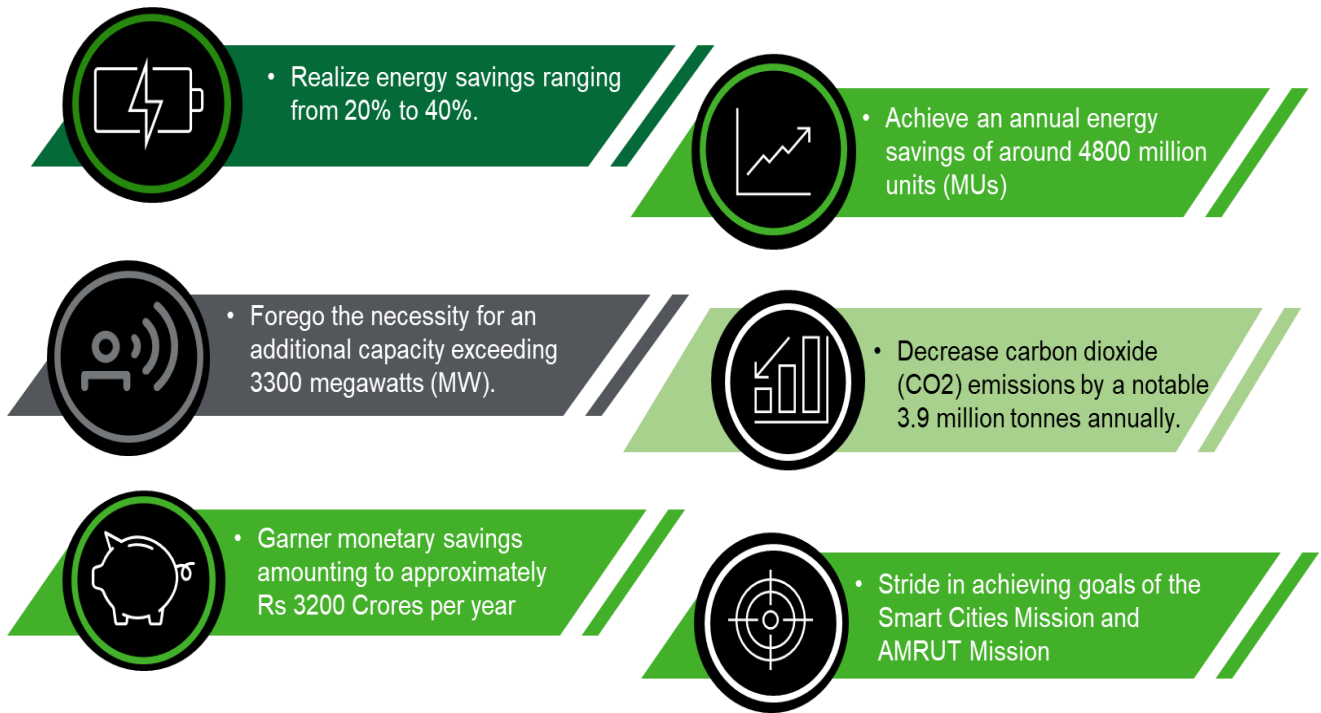 • Realize energy savings ranging
from 20% to 40%.
• Achieve an annual energy
savings of around 4800 million
units (MUs)
• Forego the necessity for an
additional capacity exceeding
3300 megawatts (MW).
• Decrease carbon dioxide
(CO2) emissions by a notable
3.9 million tonnes annually.
• Garner monetary savings
amounting to approximately
Rs 3200 Crores per year
• Stride in achieving goals of the
Smart Cities Mission and
AMRUT Mission